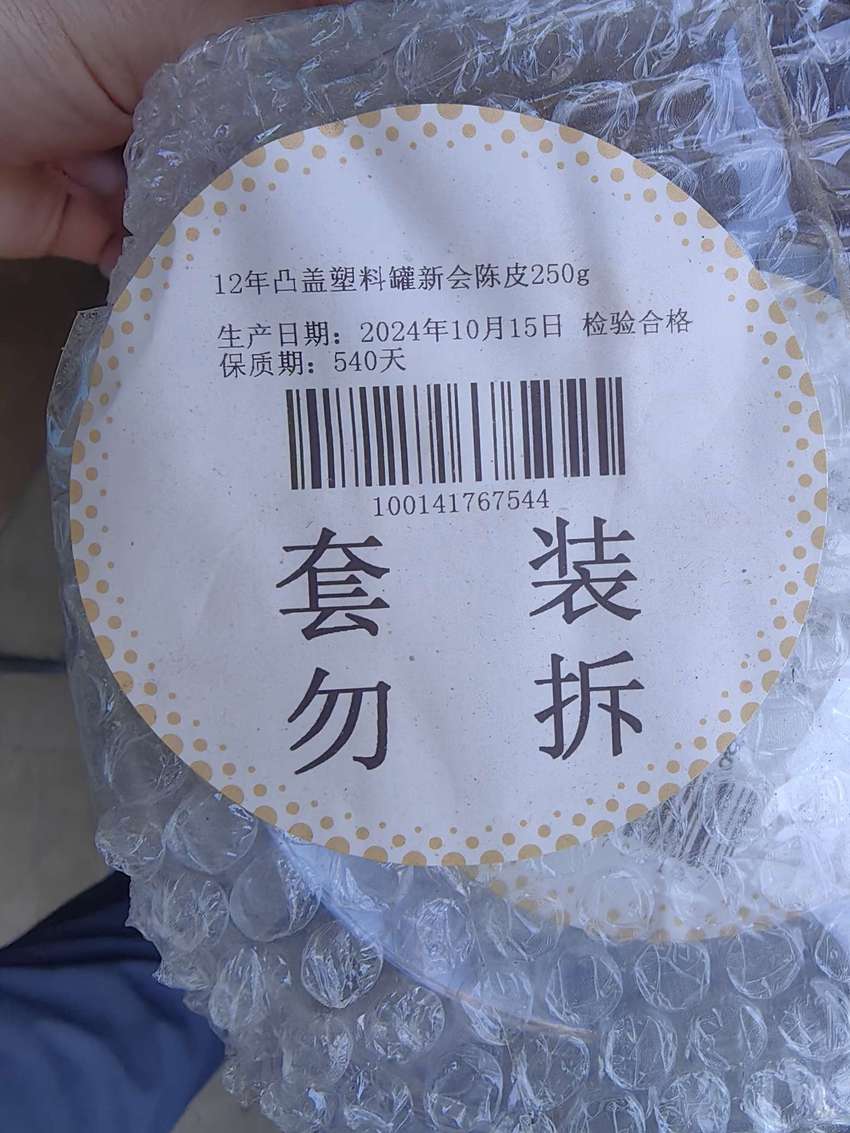 12年凸盖塑料罐新会陈皮250g
生产日期：2024年10月15日 检验合格
保质期：540天
100141767544
套 装
勿 拆